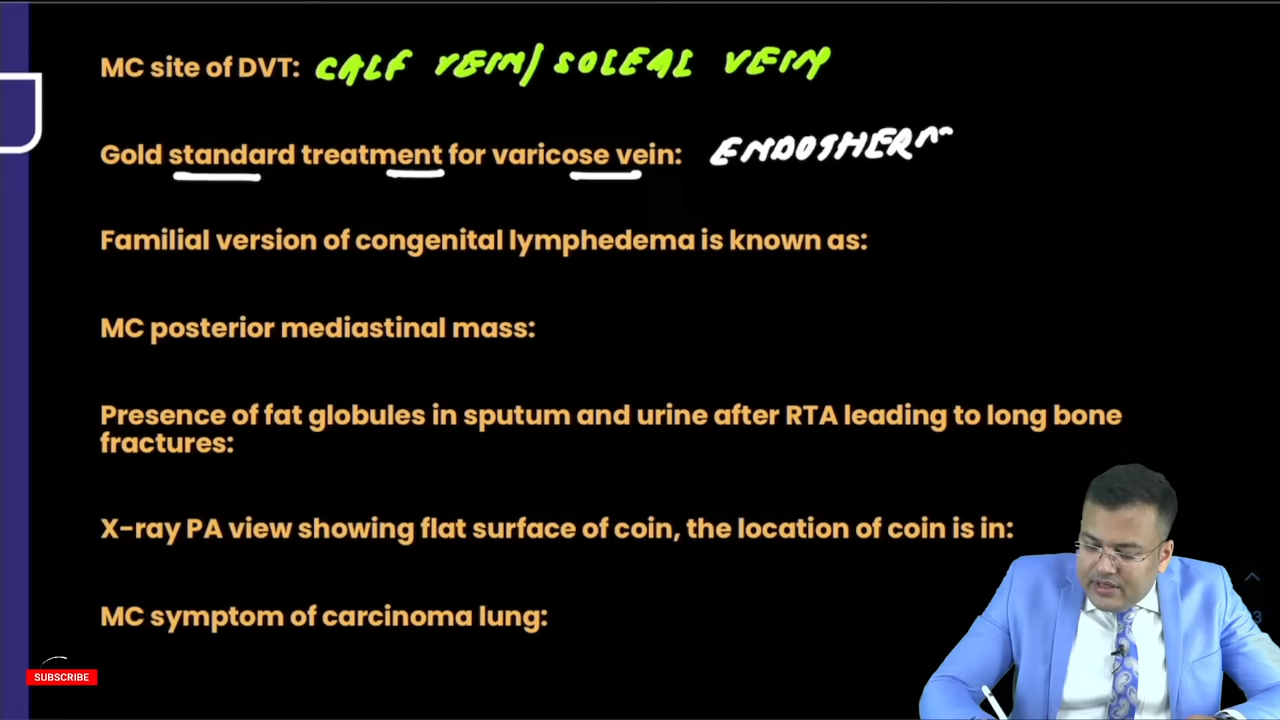 MC site of DVT: CALF VEIN/SOLEAL VEIN
Gold standard treatment for varicose vein:
Familial version of congenital lymphedema is known as:
MC posterior mediastinal mass:
Presence of fat globules in sputum and urine after RTA leading to long bone
fractures:
X-ray PA view showing flat surface of coin, the location of coin is in:
MC symptom of carcinoma lung:
SUBSCRIBE